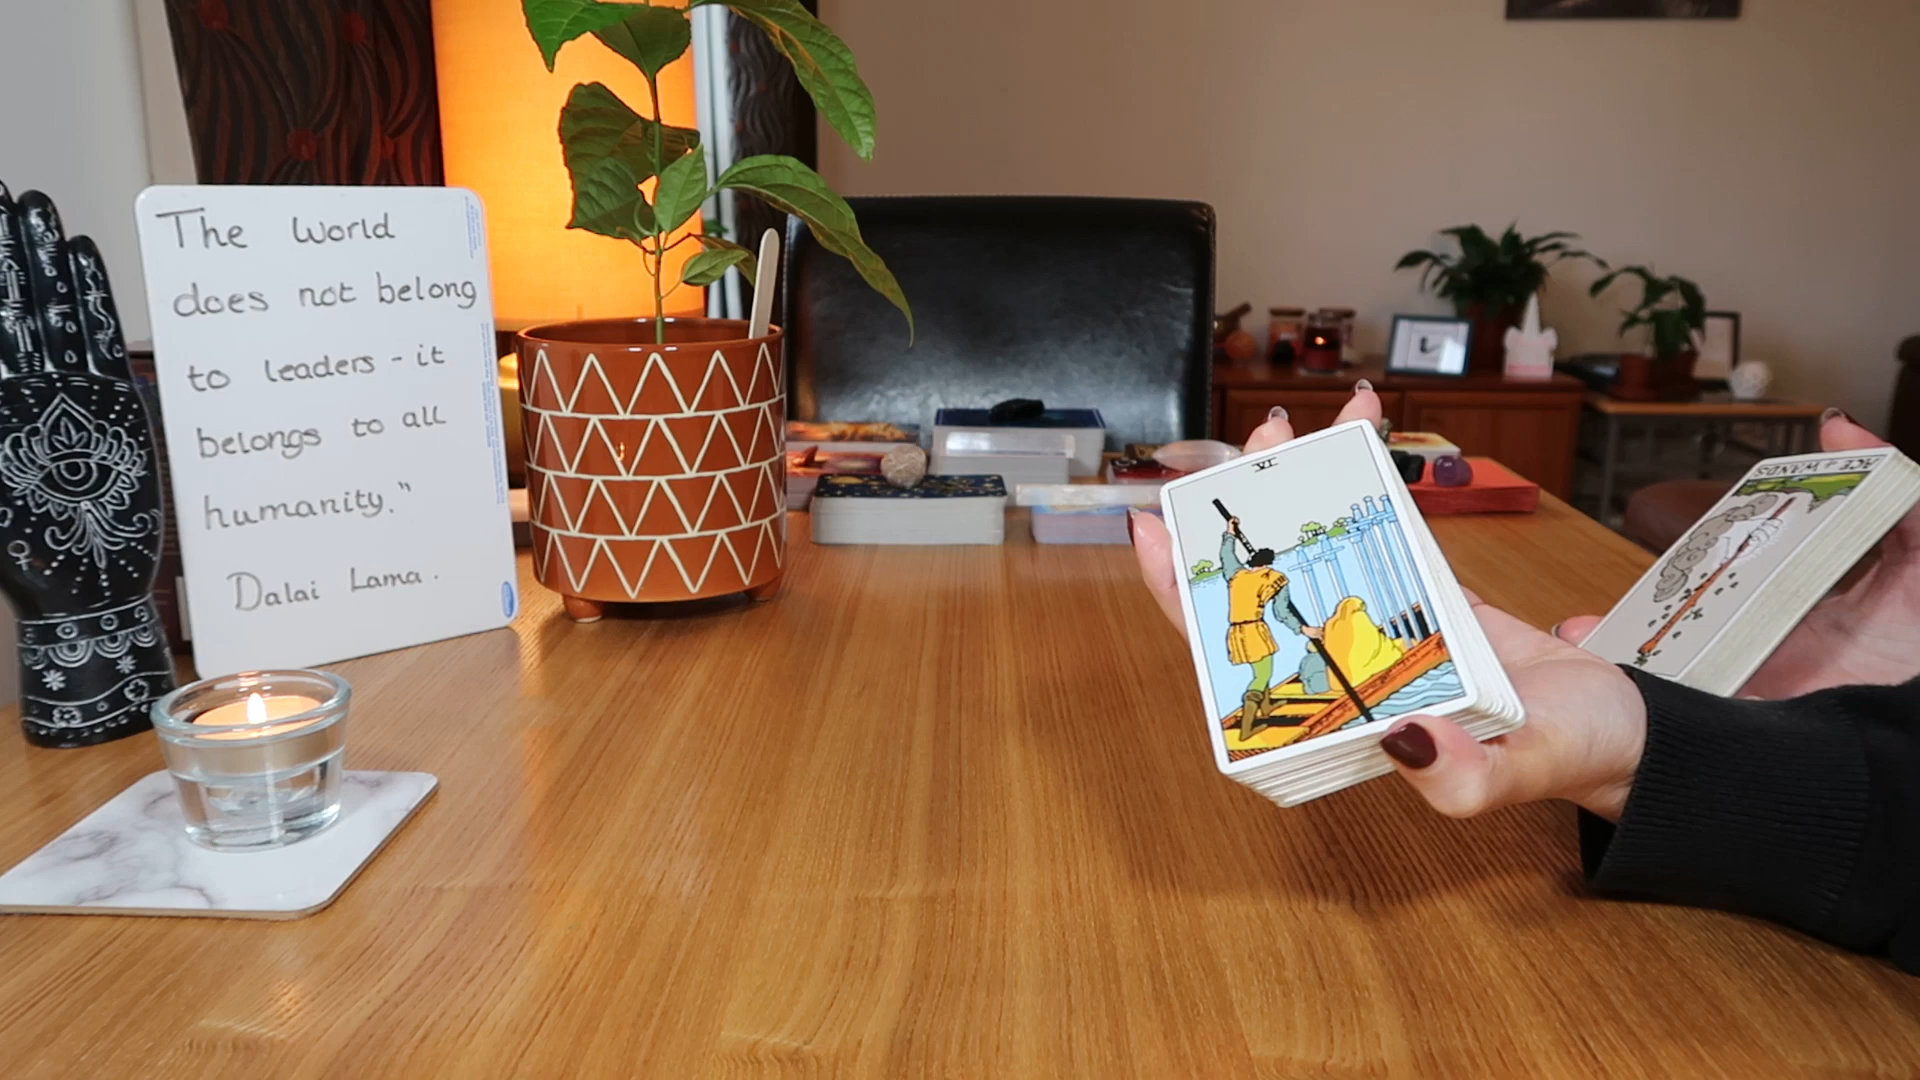 The World
does not belong
to leaders - it
belongs to all
humanity."
Dalai Lama.
VI
ACE of WANDS